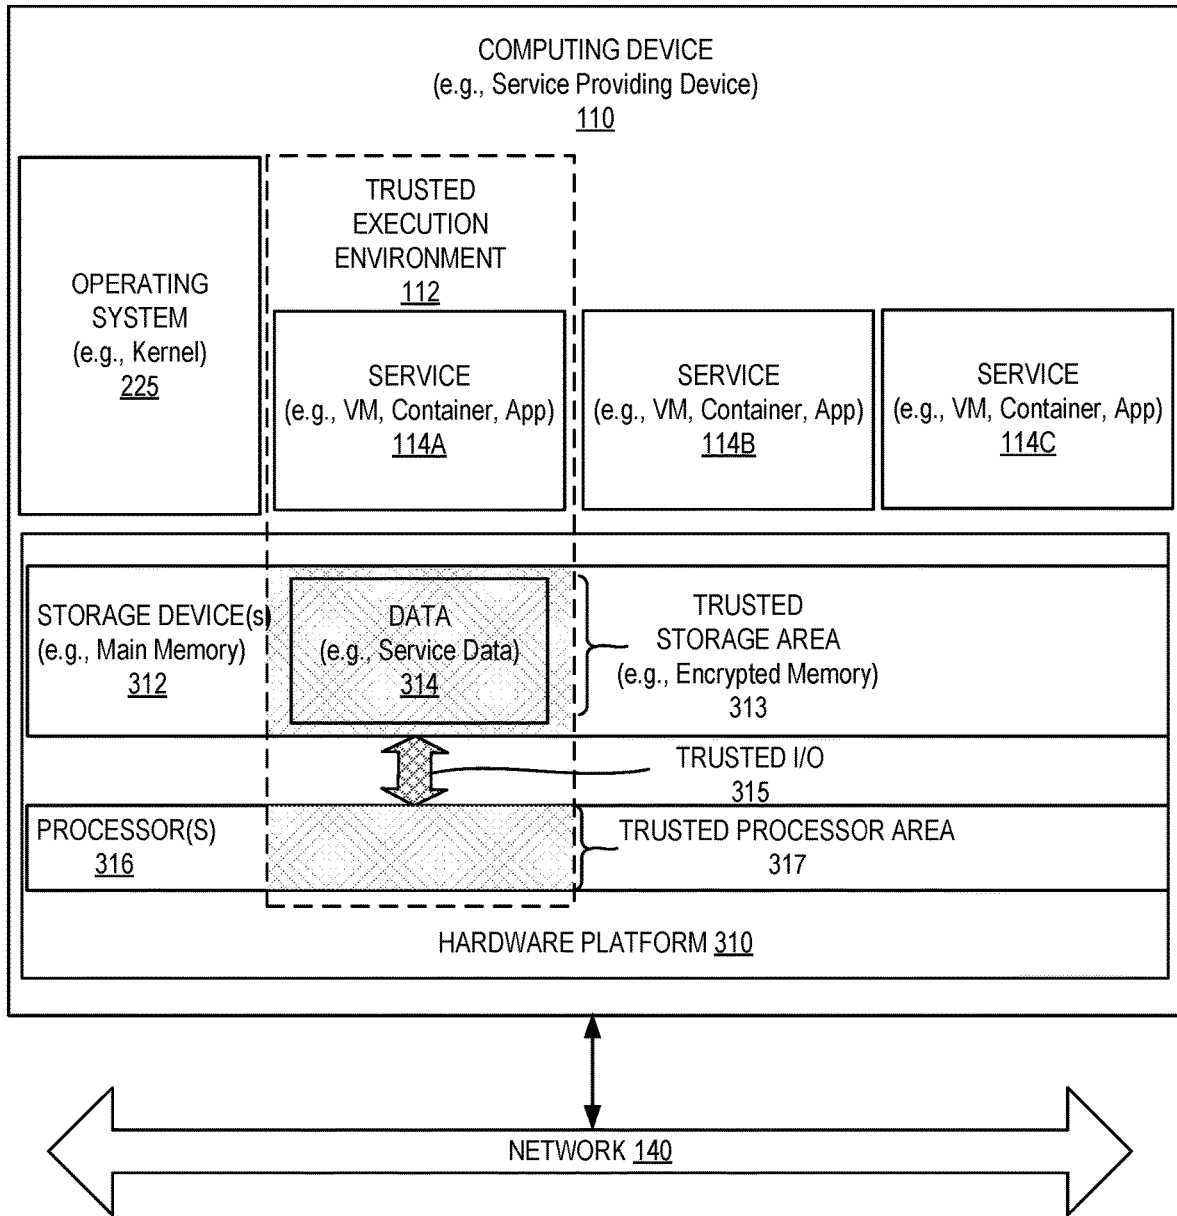 COMPUTING DEVICE
(e.g., Service Providing Device)
110
TRUSTED
EXECUTION
ENVIRONMENT
112
OPERATING
SYSTEM
(e.g., Kernel)
225
SERVICE
(e.g., VM, Container, App)
114A
SERVICE
(e.g., VM, Container, App)
114B
SERVICE
(e.g., VM, Container, App)
114C
STORAGE DEVICE(s)
(e.g., Main Memory)
312
DATA
(e.g., Service Data)
314
TRUSTED
STORAGE AREA
(e.g., Encrypted Memory)
313
TRUSTED I/O
315
PROCESSOR(S)
316
TRUSTED PROCESSOR AREA
317
HARDWARE PLATFORM 310
NETWORK 140